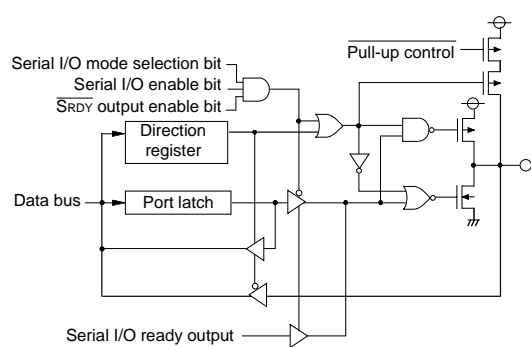 Pull-up control
Serial I/O mode selection bit
Serial I/O enable bit
SRDY output enable bit
Direction
register
Data bus
Port latch
Serial I/O ready output